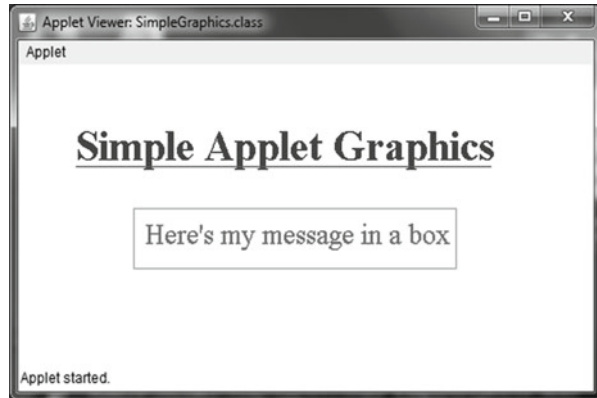 Applet Viewer: SimpleGraphics.class
Applet
Simple Applet Graphics
Here's my message in a box
Applet started.